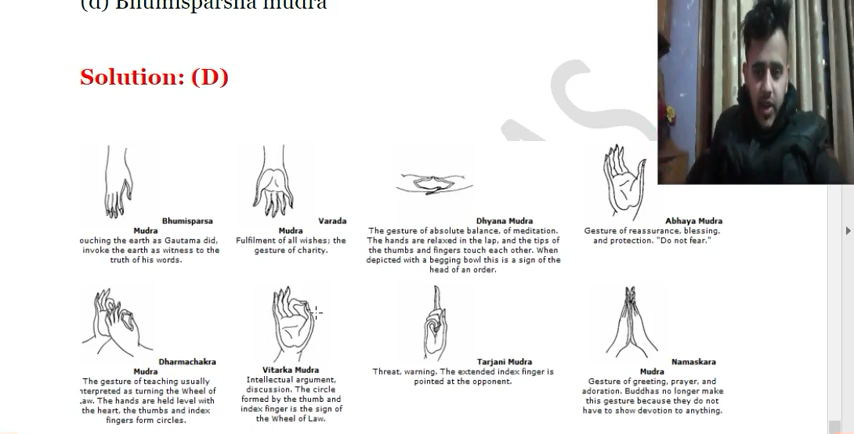 (d) Bhumisparsha mudra
Solution: (D)
Bhumisparsa
Mudra
ouching the earth as Gautama did,
invoke the earth as witness to the
truth of his words.
Varada
Mudra
Fulfilment of all wishes; the
gesture of charity.
Dhyana Mudra
The gesture of absolute balance, of meditation.
The hands are relaxed in the lap, and the tips of
the thumbs and fingers touch each other. When
depicted with a begging bowl this is a sign of the
head of an order.
Abhaya Mudra
Gesture of reassurance, blessing,
and protection. "Do not fear."
Dharmachakra
Mudra
The gesture of teaching usually
nterpreted as turning the Wheel of
Law. The hands are held level with
the heart, the thumbs and index
fingers form circles.
Vitarka Mudra
Intellectual argument,
discussion. The circle
formed by the thumb and
index finger is the sign of
the Wheel of Law.
Tarjani Mudra
Threat, warning. The extended index finger is
pointed at the opponent.
Namaskara
Mudra
Gesture of greeting, prayer, and
adoration. Buddhas no longer make
this gesture because they do not
have to show devotion to anything.